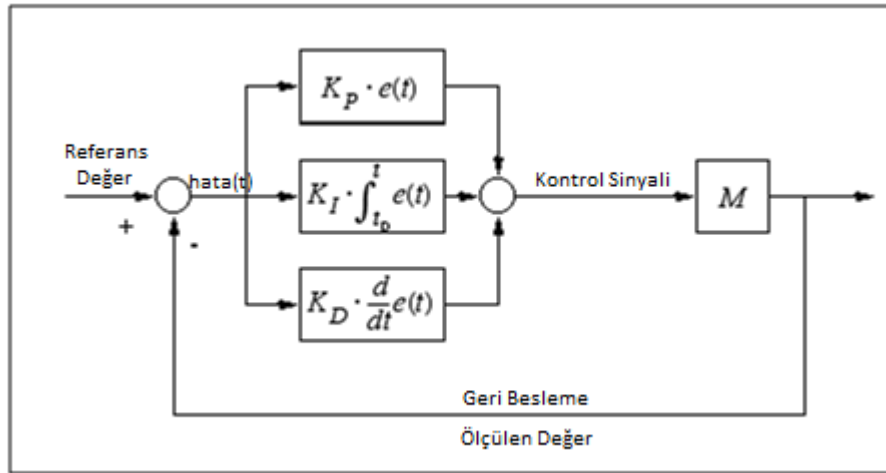 K_P · e(t)
Referans
Değer
hata(t)
K_I · ∫_{t_0}^{t} e(t)
Kontrol Sinyali
M
+
-
K_D · d/dt e(t)
Geri Besleme
Ölçülen Değer